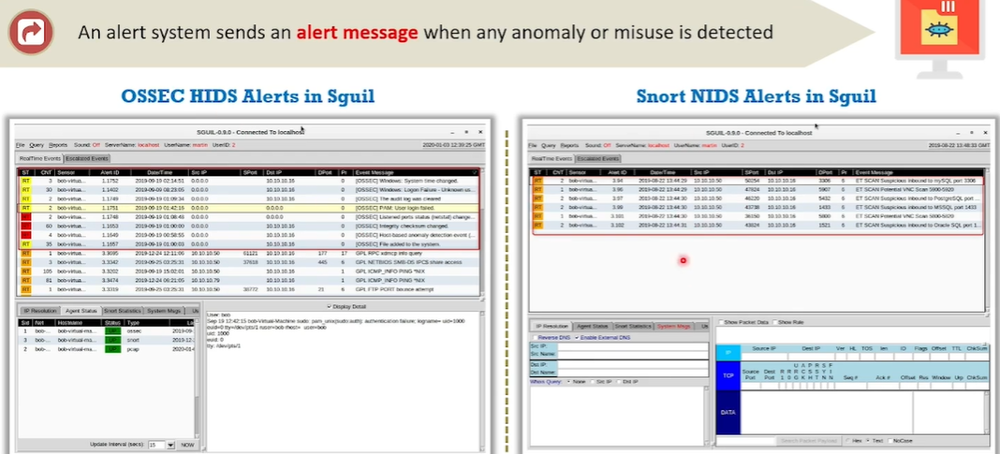 An alert system sends an alert message when any anomaly or misuse is detected
OSSEC HIDS Alerts in Sguil
Snort NIDS Alerts in Sguil
SGUIL-0.9.0 - Connected To localhost
File Query Reports Sound: Off ServerName: localhost UserName: martin UserID: 2
2020-01-03 12:39:25 GMT
RealTime Events Escalated Events
ST CNT Sensor Alert ID Date/Time Src IP SPort Dst IP DPort Pr Event Message
RT 3 bob-virtua... 1.1752 2019-09-19 02:14:51 0.0.0.0 10.10.10.16 0 [OSSEC] Windows: System time changed.
RT 30 bob-virtua... 1.1402 2019-09-09 08:23:05 0.0.0.0 10.10.10.16 0 [OSSEC] Windows: Logon Failure - Unknown us...
RT 2 bob-virtua... 1.1749 2019-09-19 01:09:34 0.0.0.0 10.10.10.16 0 [OSSEC] The audit log was cleared
RT 2 bob-virtua... 1.1751 2019-09-19 01:42:16 0.0.0.0 0.0.0.0 0 [OSSEC] PAM: User login failed.
2 bob-virtua... 1.1748 2019-09-19 01:06:48 0.0.0.0 0.0.0.0 0 [OSSEC] Listened ports status (netstat) change...
60 bob-virtua... 1.1653 2019-09-19 01:00:00 0.0.0.0 10.10.10.16 0 [OSSEC] Integrity checksum changed.
4 bob-virtua... 1.1649 2019-09-19 00:58:55 0.0.0.0 10.10.10.16 0 [OSSEC] Host-based anomaly detection event (...
RT 35 bob-virtua... 1.1657 2019-09-19 01:00:03 0.0.0.0 10.10.10.16 0 [OSSEC] File added to the system.
RT 1 bob-virtua... 3.3695 2019-12-24 12:11:06 10.10.10.50 61121 10.10.10.16 177 17 GPL RPC xdmcp info query
RT 3 bob-virtua... 3.3342 2019-09-25 03:25:31 10.10.10.50 37618 10.10.10.16 445 6 GPL NETBIOS SMB-DS IPC$ share access
RT 105 bob-virtua... 3.3202 2019-09-19 15:02:01 10.10.10.50 10.10.10.16 1 GPL ICMP_INFO PING *NIX
RT 81 bob-virtua... 3.3474 2019-12-24 06:21:05 10.10.10.79 10.10.10.16 1 GPL ICMP_INFO PING *NIX
RT 1 bob-virtua... 3.3319 2019-09-25 03:25:31 10.10.10.50 38772 10.10.10.16 21 6 GPL FTP PORT bounce attempt
IP Resolution Agent Status Snort Statistics System Msgs Us
Display Detail
Sid Net Hostname Status Type La
1 bob-... bob-virtual-ma... UP ossec 2019-09-
3 bob-... bob-virtual-ma... UP snort 2019-12-
2 bob-... bob-virtual-ma... UP pcap 2020-01-
User: bob
Sep 19 12:42:15 bob-Virtual-Machine sudo: pam_unix(sudo:auth): authentication failure; logname= uid=1000
euid=0 tty=/dev/pts/1 ruser=bob rhost= user=bob
uid: 1000
euid: 0
tty: /dev/pts/1
Update Interval (secs): 15 NOW
SGUIL-0.9.0 - Connected To localhost
File Query Reports Sound: Off ServerName: localhost UserName: martin UserID: 2
2019-08-22 13:48:33 GMT
RealTime Events Escalated Events
ST CNT Sensor Alert ID Date/Time Src IP SPort Dst IP DPort Pr Event Message
RT 2 bob-virtua... 3.94 2019-08-22 13:44:29 10.10.10.50 50254 10.10.10.16 3306 6 ET SCAN Suspicious inbound to mySQL port 3306
RT 1 bob-virtua... 3.96 2019-08-22 13:44:29 10.10.10.50 47024 10.10.10.16 5907 6 ET SCAN Potential VNC Scan 5900-5920
RT 2 bob-virtua... 3.97 2019-08-22 13:44:30 10.10.10.50 46220 10.10.10.16 5432 6 ET SCAN Suspicious inbound to PostgreSQL port ...
RT 2 bob-virtua... 3.99 2019-08-22 13:44:30 10.10.10.50 43738 10.10.10.16 1433 6 ET SCAN Suspicious inbound to MSSQL port 1433
RT 1 bob-virtua... 3.101 2019-08-22 13:44:30 10.10.10.50 36150 10.10.10.16 5800 6 ET SCAN Potential VNC Scan 5800-5820
RT 2 bob-virtua... 3.102 2019-08-22 13:44:31 10.10.10.50 43824 10.10.10.16 1521 6 ET SCAN Suspicious inbound to Oracle SQL port 1...
IP Resolution Agent Status Snort Statistics System Msgs Us
Show Packet Data Show Rule
Reverse DNS Enable External DNS
Src IP:
Src Name:
Dst IP:
Dst Name:
Whois Query: None Src IP Dst IP
IP Source IP Dest IP Ver HL TOS len ID Flags Offset TTL ChkSum
U A P R S F
TCP Source Dest R R R C S S Y I
Port Port 1 0 G K H T N N Seq # Ack # Offset Res Window Urp ChkSum
DATA
Search Packet Payload Hex Text NoCase